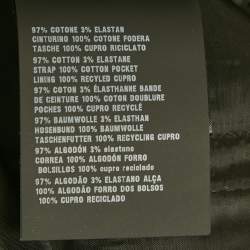 97% COTONE 3% ELASTAN
CINTURINO 100% COTONE FODERA
TASCHE 100% CUPRO RICICLATO
97% COTTON 3% ELASTANE
STRAP 100% COTTON POCKET
LINING 100% RECYCLED CUPRO
97% COTON 3% ÉLASTHANNE BANDE
DE CEINTURE 100% COTON DOUBLURE
POCHES 100% CUPRO RECYCLÉ
97% BAUMWOLLE 3% ELASTHAN
HOSENBUND 100% BAUMWOLLE
TASCHENFUTTER 100% RECYCLING CUPRO
97% ALGODÓN 3% elastano
CORREA 100% ALGODÓN FORRO
BOLSILLOS 100% cupro reciclado
97% ALGODÃO 3% ELASTANO ALÇA
100% ALGODÃO FORRO DOS BOLSOS
100% CUPRO RECICLADO